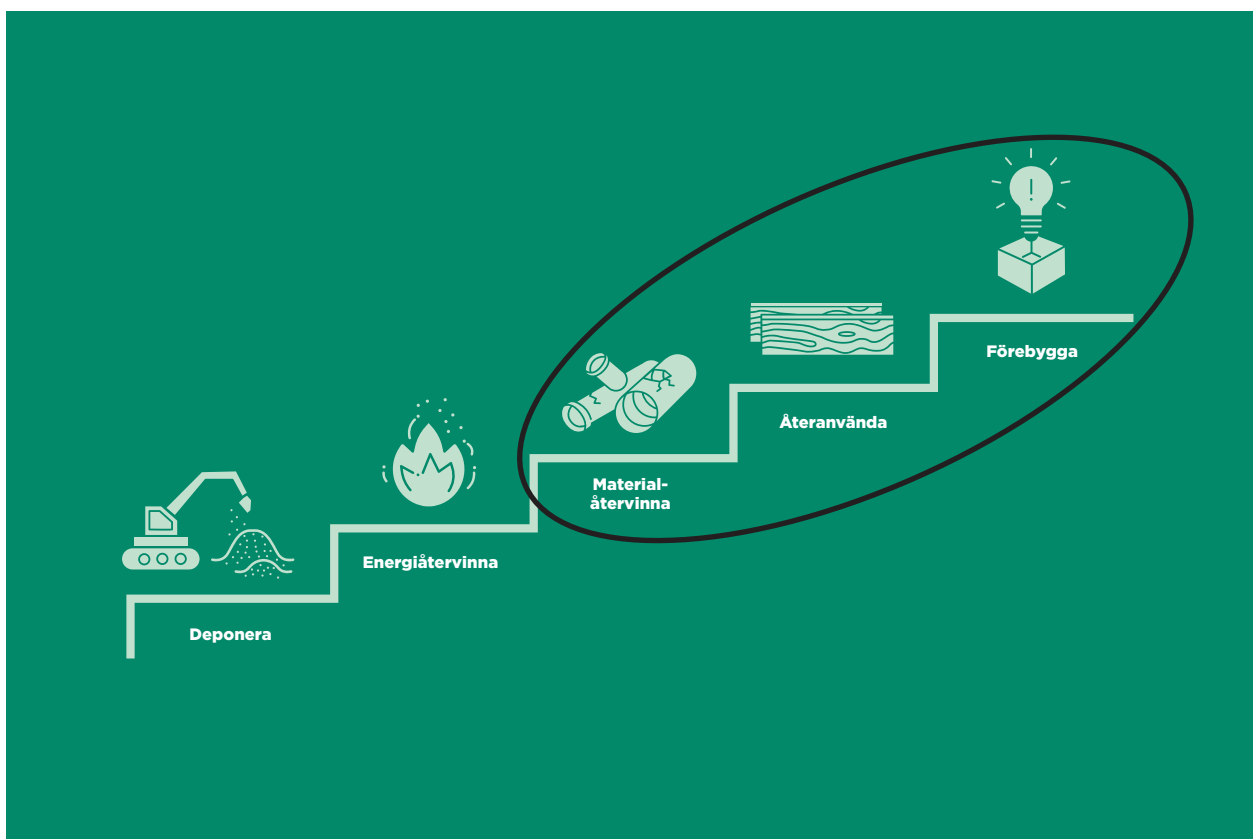 Förebygga
Återanvända
Material-
återvinna
Energiåtervinna
Deponera